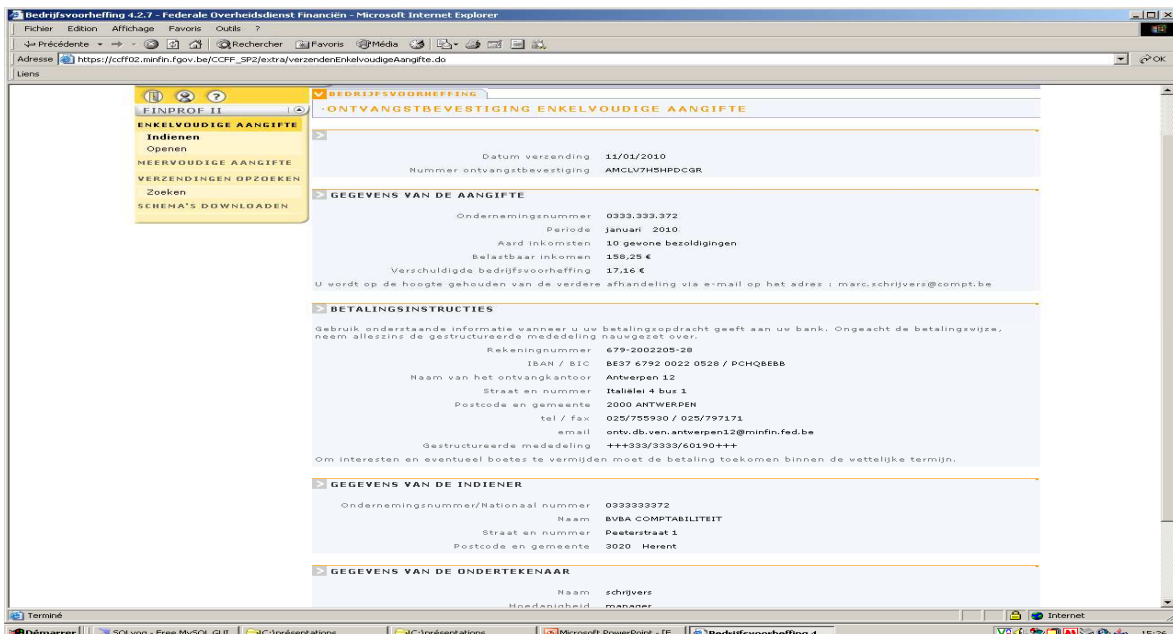 Bedrijfsvoorheffing 4.2.7 - Federale Overheidsdienst Financiën - Microsoft Internet Explorer
Fichier Edition Affichage Favoris Outils ?
Précédente Rechercher Favoris Média
Adresse https://ccff02.minfin.fgov.be/CCFF_SP2/extra/verzendenEnkelvoudigeAangifte.do OK
Liens
FINPROF II
ENKELVOUDIGE AANGIFTE
Indienen
Openen
MEERVOUDIGE AANGIFTE
VERZENDINGEN OPZOEKEN
Zoeken
SCHEMA'S DOWNLOADEN
BEDRIJFSVOORHEFFING
ONTVANGSTBEVESTIGING ENKELVOUDIGE AANGIFTE
Datum verzending 11/01/2010
Nummer ontvangstbevestiging AMCLV7H5HPDCGR
GEGEVENS VAN DE AANGIFTE
Ondernemingsnummer 0333.333.372
Periode januari 2010
Aard inkomsten 10 gewone bezoldigingen
Belastbaar inkomen 158,25 €
Verschuldigde bedrijfsvoorheffing 17,16 €
U wordt op de hoogte gehouden van de verdere afhandeling via e-mail op het adres : marc.schrijvers@compt.be
BETALINGSINSTRUCTIES
Gebruik onderstaande informatie wanneer u uw betalingsopdracht geeft aan uw bank. Ongeacht de betalingswijze,
neem alleszins de gestructureerde mededeling nauwgezet over.
Rekeningnummer 679-2002205-28
IBAN / BIC BE37 6792 0022 0528 / PCHQBEBB
Naam van het ontvangkantoor Antwerpen 12
Straat en nummer Italiëlei 4 bus 1
Postcode en gemeente 2000 ANTWERPEN
tel / fax 025/755930 / 025/797171
email ontv.db.ven.antwerpen12@minfin.fed.be
Gestructureerde mededeling +++333/3333/60190+++
Om interesten en eventueel boetes te vermijden moet de betaling toekomen binnen de wettelijke termijn.
GEGEVENS VAN DE INDIENER
Ondernemingsnummer/Nationaal nummer 0333333372
Naam BVBA COMPTABILITEIT
Straat en nummer Peeterstraat 1
Postcode en gemeente 3020 Herent
GEGEVENS VAN DE ONDERTEKENAAR
Naam schrijvers
Hoedanigheid manager
Terminé Internet
Démarrer SQLyog - Free MySQL GUI C:\présentations C:\présentations Microsoft PowerPoint - [E Bedrijfsvoorheffing 4 15:26